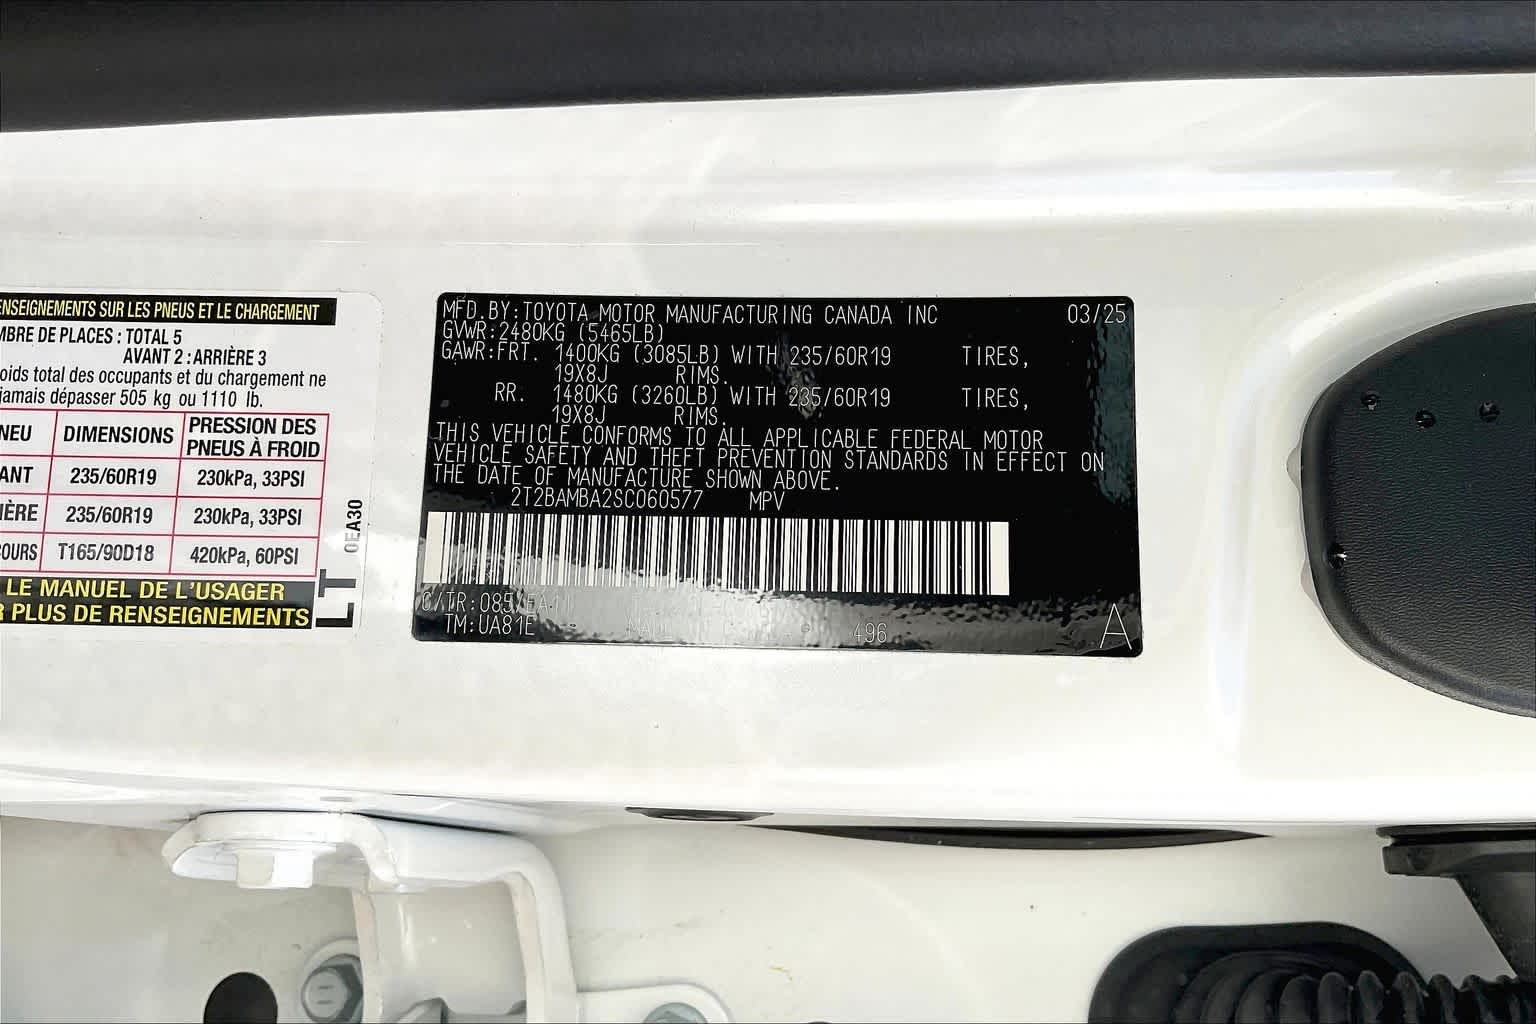 ENSEIGNEMENTS SUR LES PNEUS ET LE CHARGEMENT
MBRE DE PLACES : TOTAL 5
AVANT 2 : ARRIÈRE 3
oids total des occupants et du chargement ne
jamais dépasser 505 kg ou 1110 lb.
NEU DIMENSIONS PRESSION DES PNEUS À FROID
ANT 235/60R19 230kPa, 33PSI
IÈRE 235/60R19 230kPa, 33PSI
COURS T165/90D18 420kPa, 60PSI
LE MANUEL DE L'USAGER
R PLUS DE RENSEIGNEMENTS
0EA30
LT
MFD.BY:TOYOTA MOTOR MANUFACTURING CANADA INC 03/25
GVWR:2480KG (5465LB)
GAWR:FRT. 1400KG (3085LB) WITH 235/60R19 TIRES,
19X8J RIMS.
RR. 1480KG (3260LB) WITH 235/60R19 TIRES,
19X8J RIMS.
THIS VEHICLE CONFORMS TO ALL APPLICABLE FEDERAL MOTOR
VEHICLE SAFETY AND THEFT PREVENTION STANDARDS IN EFFECT ON
THE DATE OF MANUFACTURE SHOWN ABOVE.
2T2BAMBA2SC060577 MPV
C/TR:085/EA11
TM:UA81E 496
A